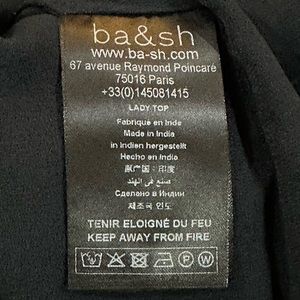 ba&sh
www.ba-sh.com
67 avenue Raymond Poincaré
75016 Paris
+33(0)145081415
LADY TOP
Fabriqué en Inde
Made in India
in Indien hergestellt
Hecho en India
原产国：印度
صنع في الهند
Сделано в Индии
제조국 인도
TENIR ELOIGNÉ DU FEU
KEEP AWAY FROM FIRE
P W